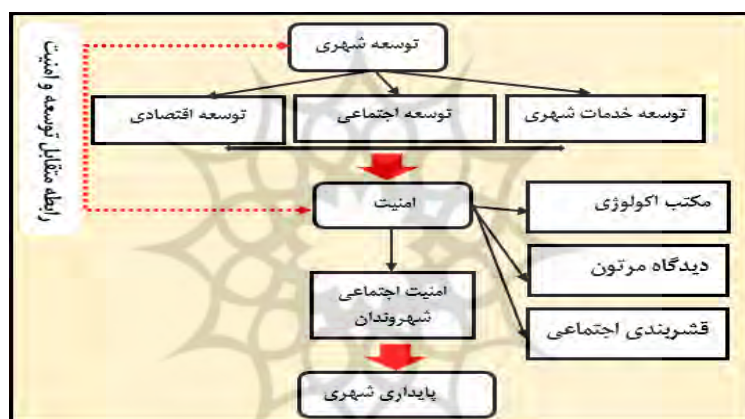 توسعه شهری
رابطه متقابل توسعه و امنیت
توسعه خدمات شهری
توسعه اجتماعی
توسعه اقتصادی
امنیت
مکتب اکولوژی
دیدگاه مرتون
امنیت اجتماعی
شهروندان
قشربندی اجتماعی
پایداری شهری